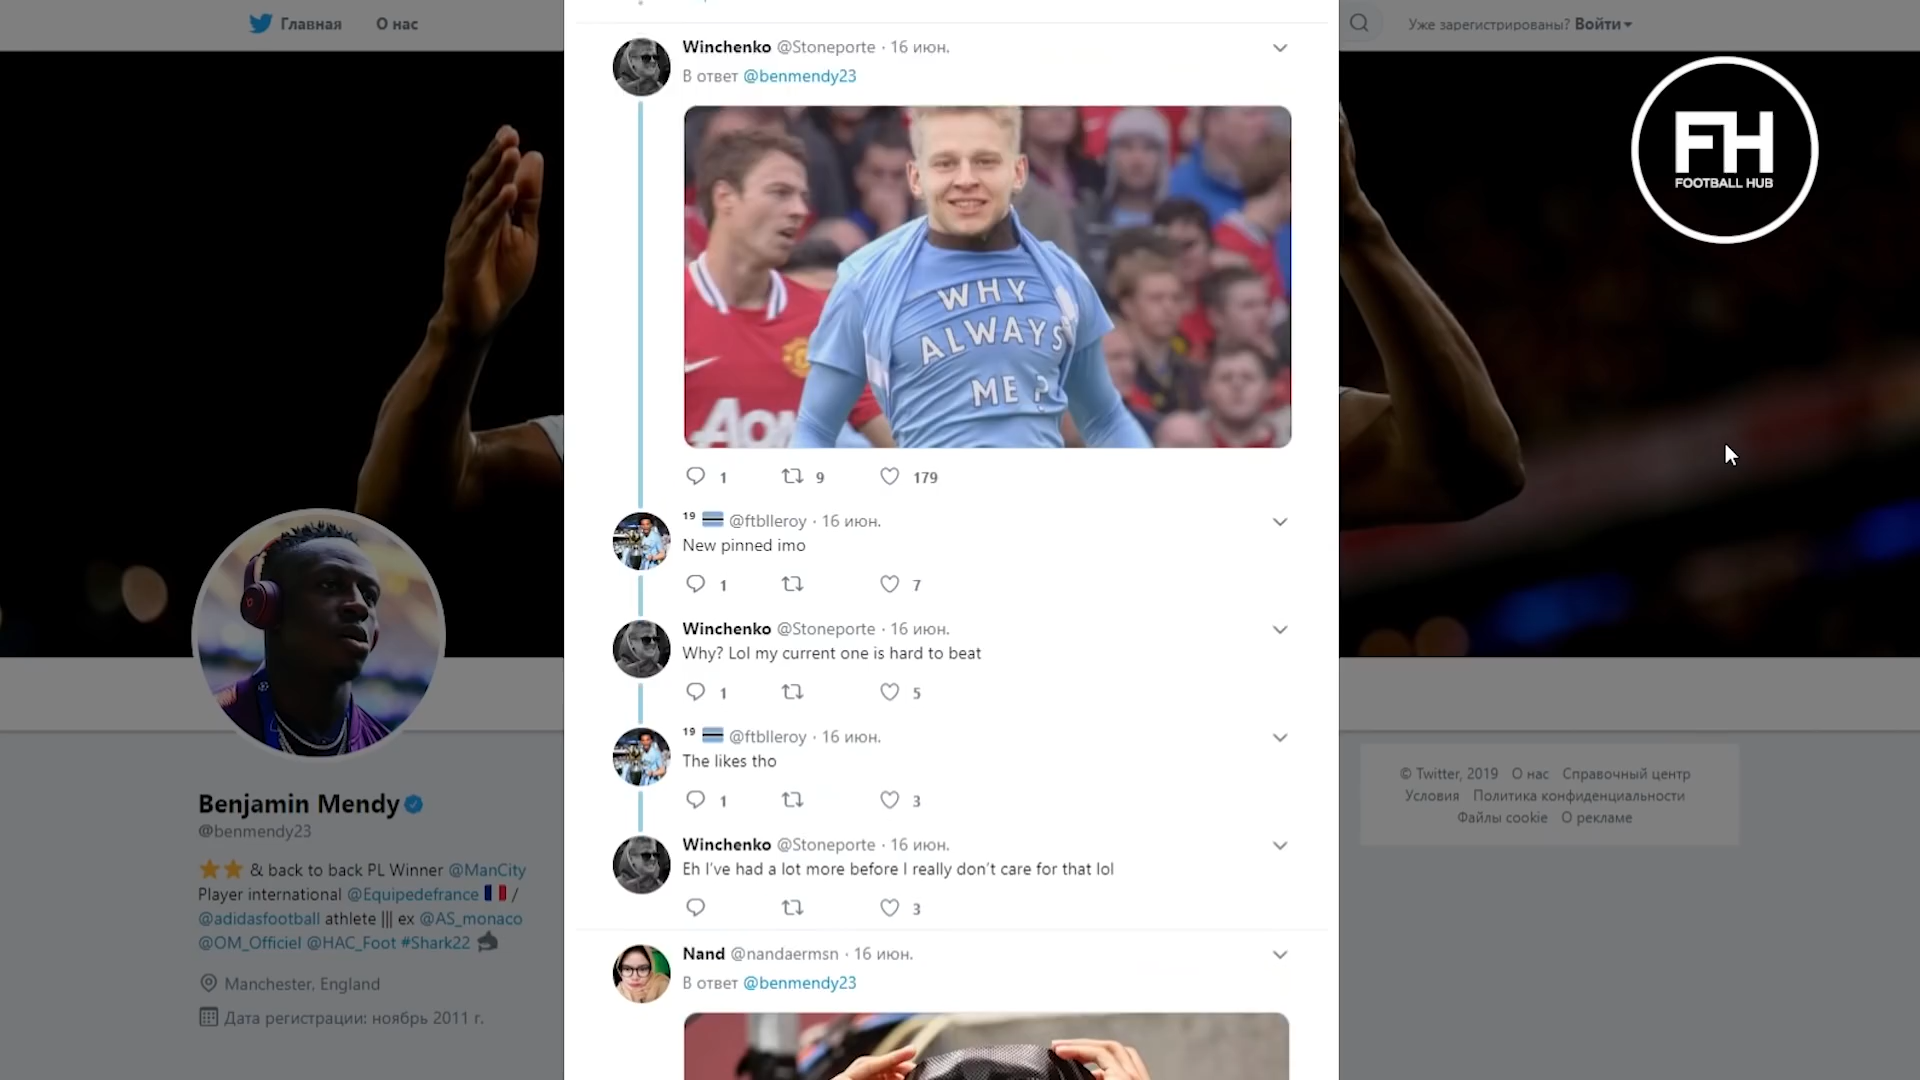 Главная
О нас
Уже зарегистрированы? Войти
FH
FOOTBALL HUB
Winchenko @Stoneporte · 16 июн.
В ответ @benmendy23
WHY
ALWAYS
ME?
Aon
1 9 179
19 @ftblleroy · 16 июн.
New pinned imo
1 7
Winchenko @Stoneporte · 16 июн.
Why? Lol my current one is hard to beat
1 5
19 @ftblleroy · 16 июн.
The likes tho
1 3
Winchenko @Stoneporte · 16 июн.
Eh I've had a lot more before I really don't care for that lol
3
Nand @nandaermsn · 16 июн.
В ответ @benmendy23
Benjamin Mendy
@benmendy23
& back to back PL Winner @ManCity
Player international @Equipedefrance /
@adidasfootball athlete ||| ex @AS_monaco
@OM_Officiel @HAC_Foot #Shark22
Manchester, England
Дата регистрации: ноябрь 2011 г.
© Twitter, 2019 О нас Справочный центр
Условия Политика конфиденциальности
Файлы cookie О рекламе